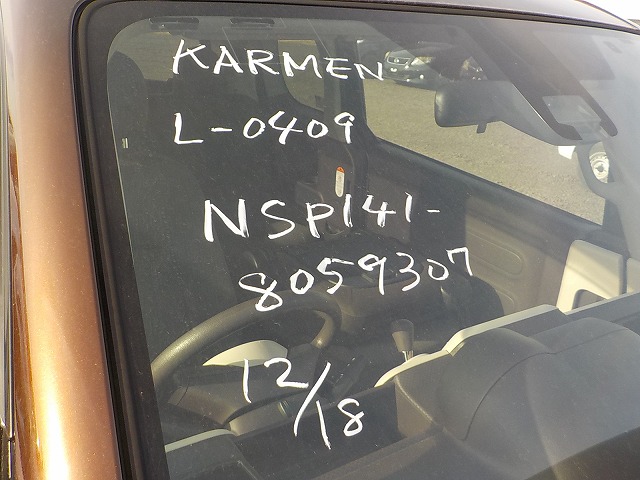 KARMEN
L-0409
NSP141-
8059307
12/18